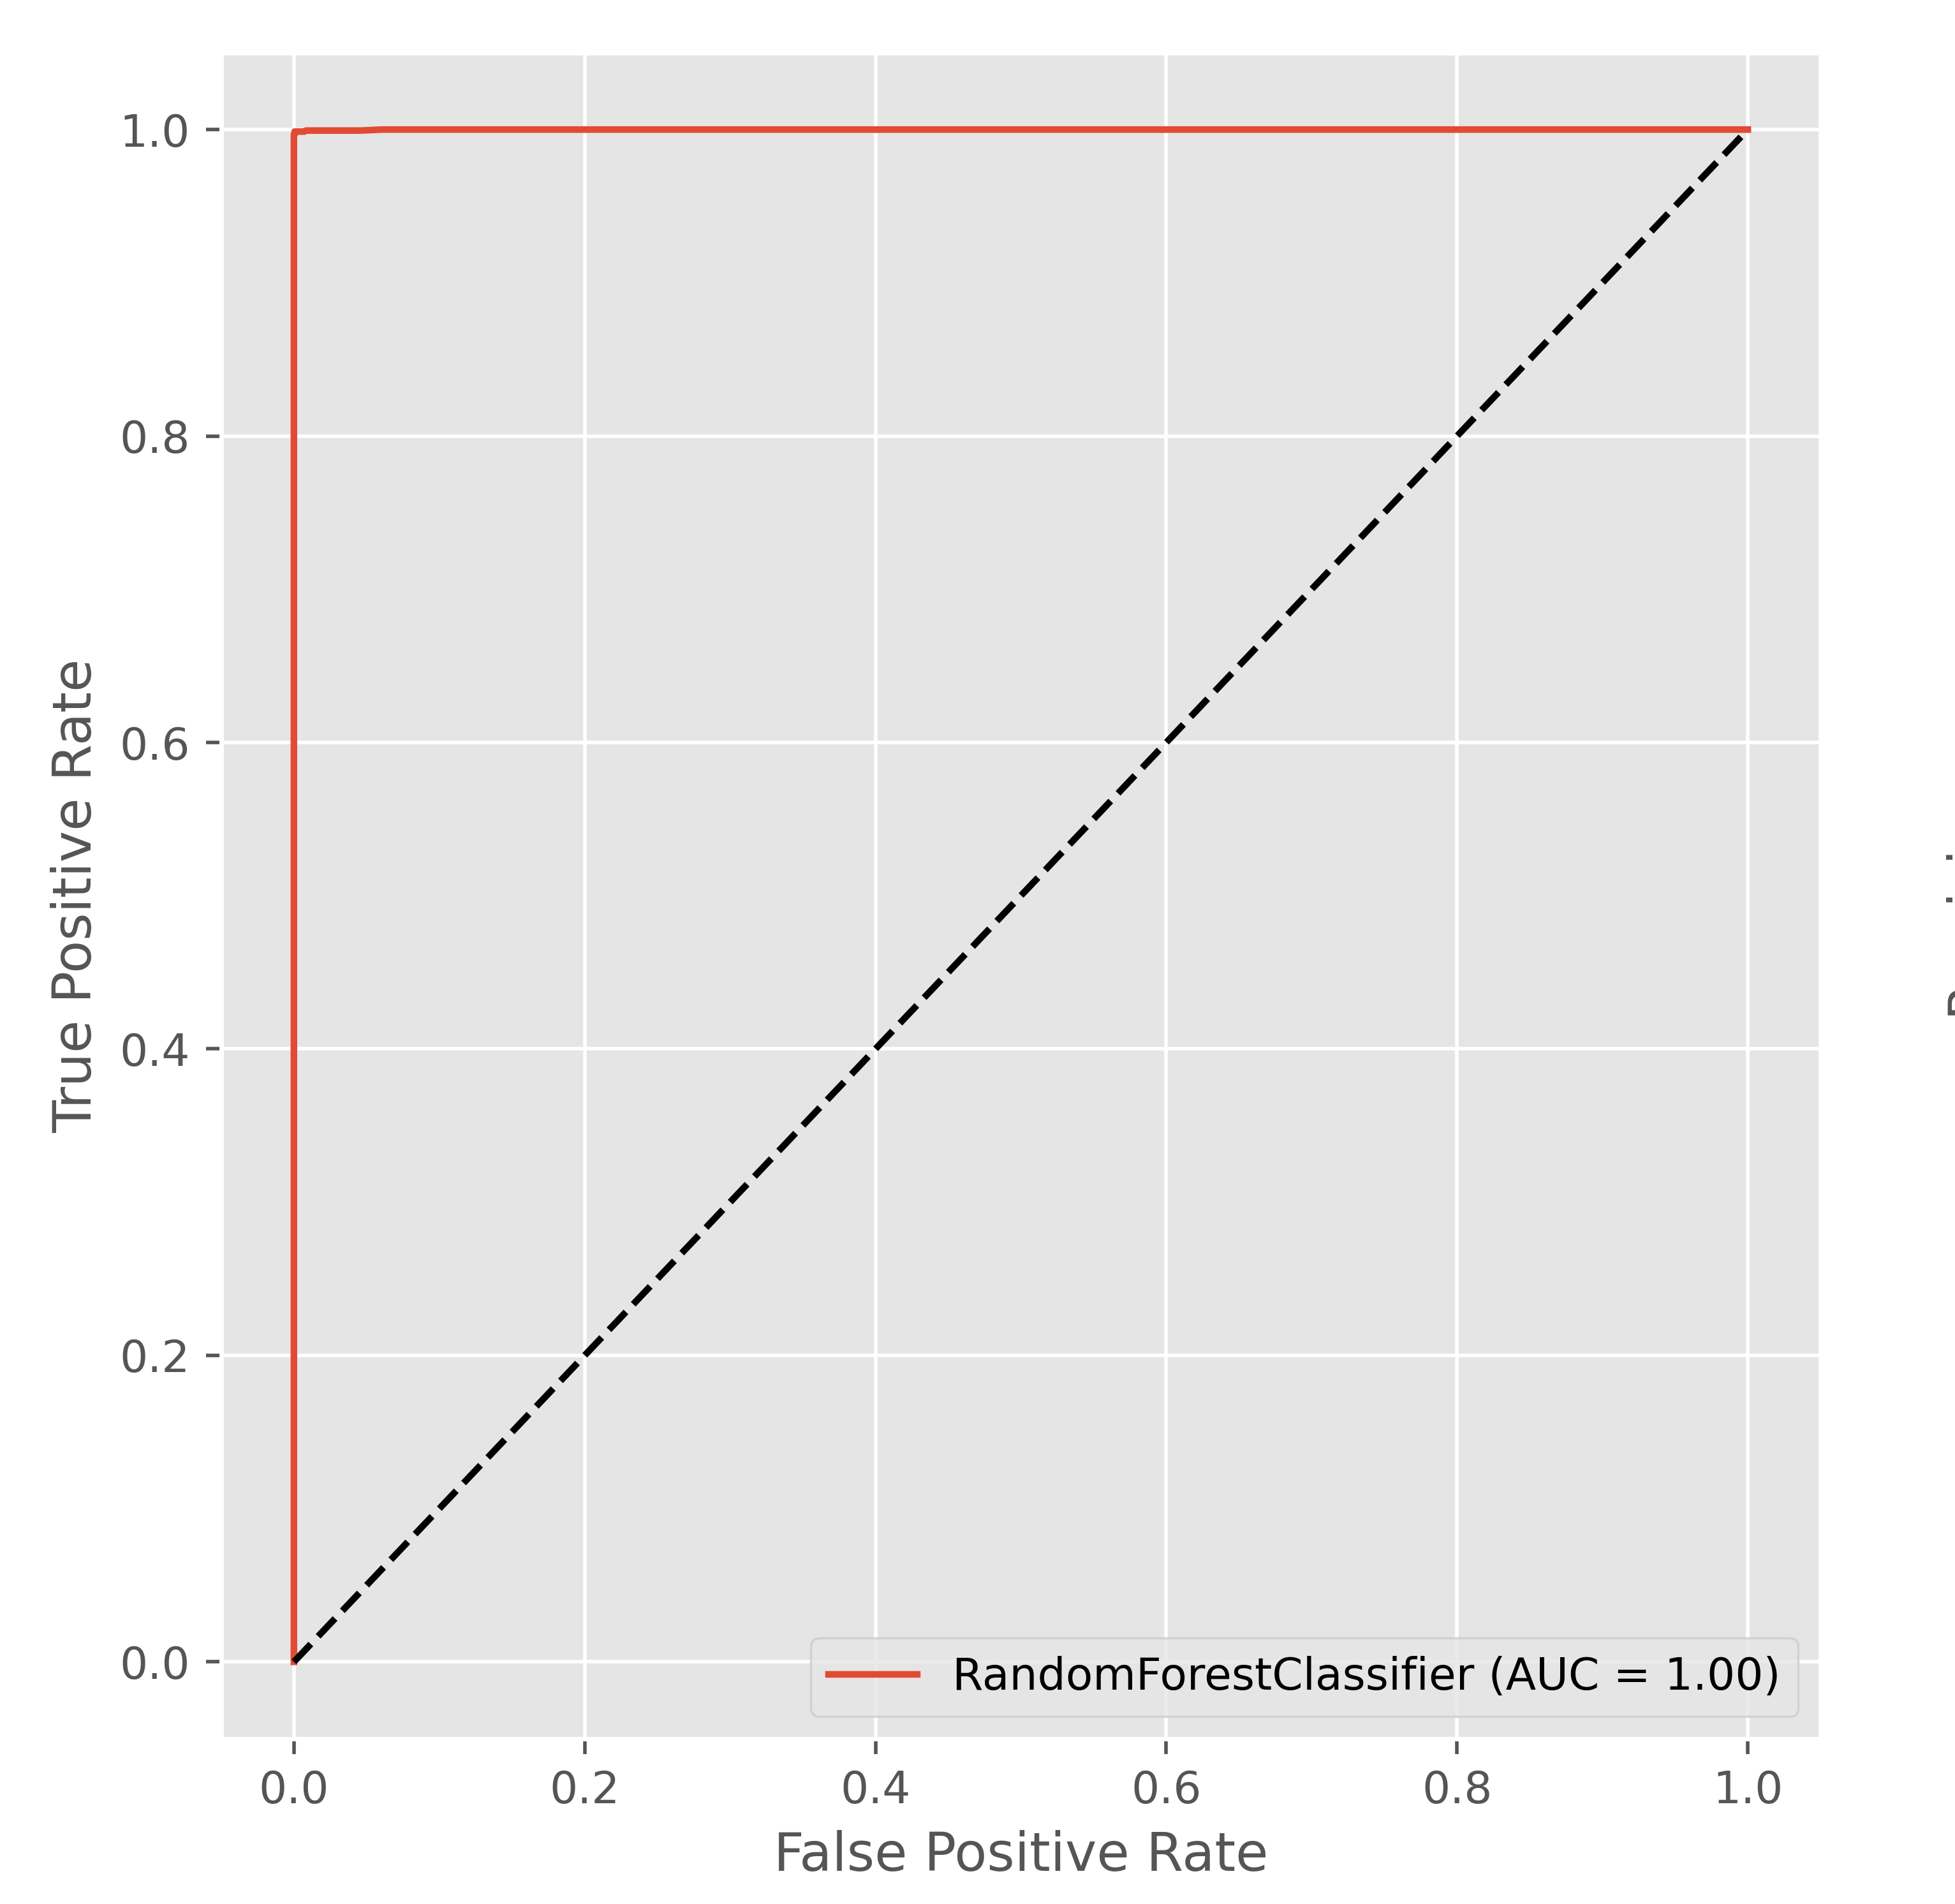 True Positive Rate
1.0
0.8
0.6
0.4
0.2
0.0
RandomForestClassifier (AUC = 1.00)
0.0 0.2 0.4 0.6 0.8 1.0
False Positive Rate